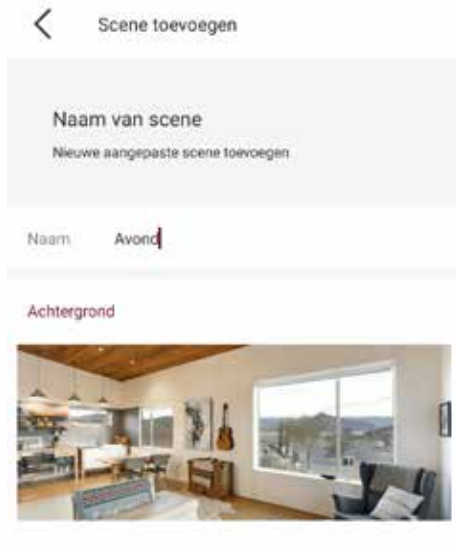 Scene toevoegen
Naam van scene
Nieuwe aangepaste scene toevoegen
Naam Avond
Achtergrond